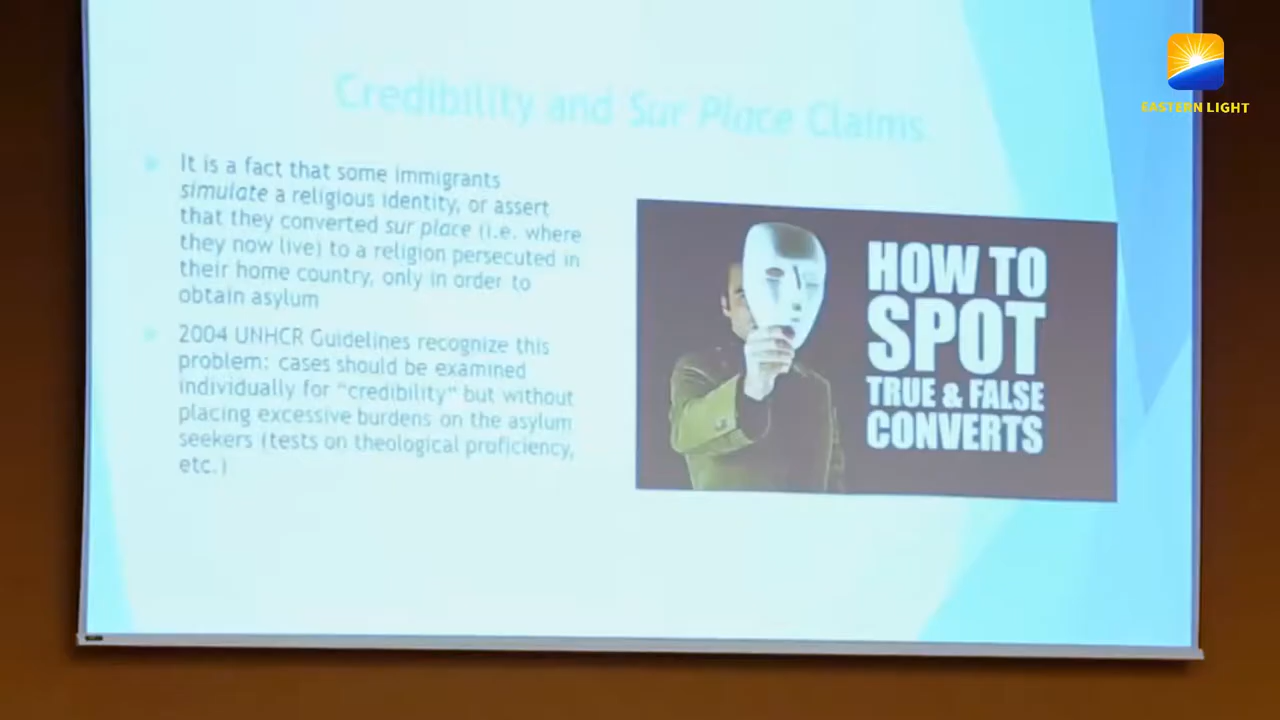 EASTERN LIGHT
Credibility and Sur Place Claims
It is a fact that some immigrants
simulate a religious identity, or assert
that they converted sur place (i.e. where
they now live) to a religion persecuted in
their home country, only in order to
obtain asylum
2004 UNHCR Guidelines recognize this
problem: cases should be examined
individually for "credibility" but without
placing excessive burdens on the asylum
seekers (tests on theological proficiency,
etc.)
HOW TO
SPOT
TRUE & FALSE
CONVERTS